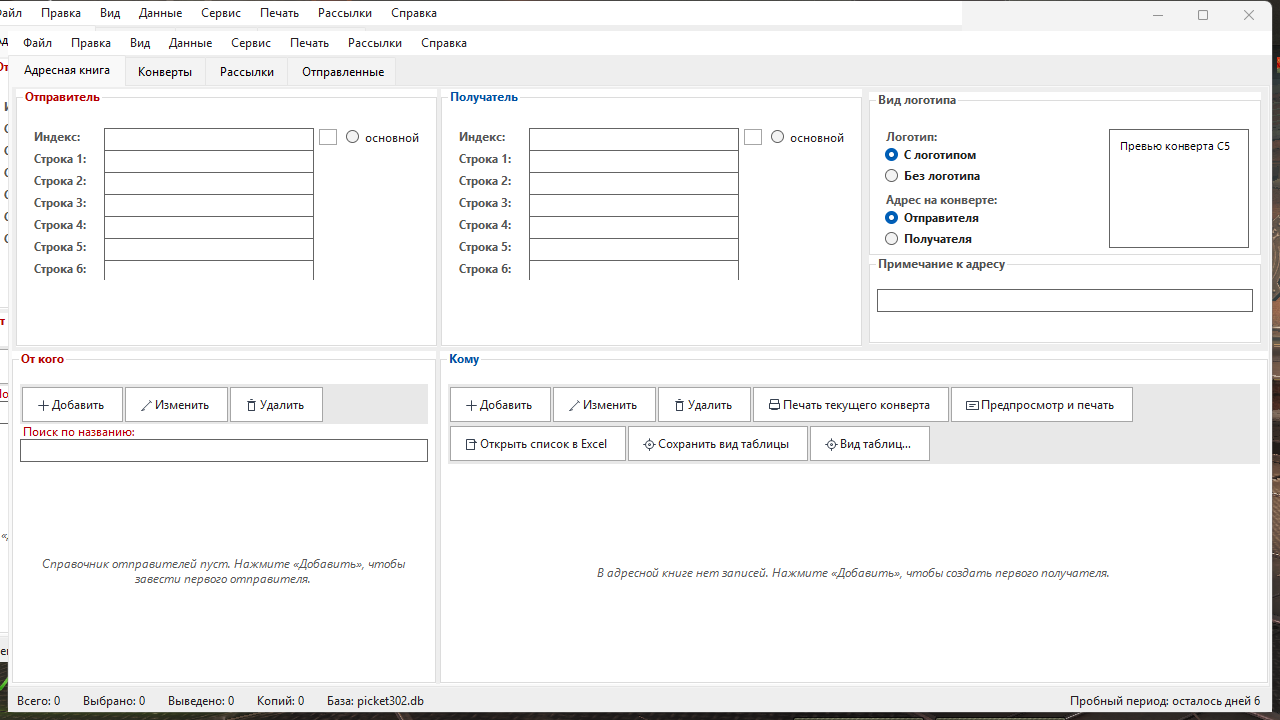 Правка Вид Данные Сервис Печать Рассылки Справка
Файл Правка Вид Данные Сервис Печать Рассылки Справка
Адресная книга Конверты Рассылки Отправленные
Отправитель
Индекс: основной
Строка 1:
Строка 2:
Строка 3:
Строка 4:
Строка 5:
Строка 6:
Получатель
Индекс: основной
Строка 1:
Строка 2:
Строка 3:
Строка 4:
Строка 5:
Строка 6:
Вид логотипа
Логотип:
С логотипом
Без логотипа
Адрес на конверте:
Отправителя
Получателя
Превью конверта C5
Примечание к адресу
От кого
Добавить Изменить Удалить
Поиск по названию:
Справочник отправителей пуст. Нажмите «Добавить», чтобы
завести первого отправителя.
Кому
Добавить Изменить Удалить Печать текущего конверта Предпросмотр и печать
Открыть список в Excel Сохранить вид таблицы Вид таблиц...
В адресной книге нет записей. Нажмите «Добавить», чтобы создать первого получателя.
Всего: 0 Выбрано: 0 Выведено: 0 Копий: 0 База: picket302.db Пробный период: осталось дней 6